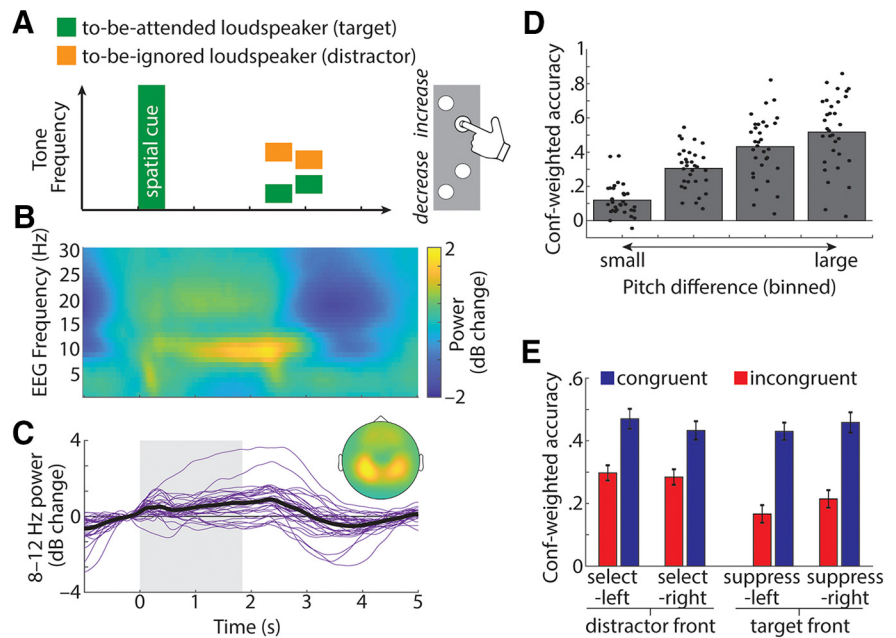 A
to-be-attended loudspeaker (target)
to-be-ignored loudspeaker (distractor)
Tone
Frequency
spatial cue
decrease increase
B
EEG Frequency (Hz)
30
25
20
15
10
5
2
−2
Power
(dB change)
C
8–12 Hz power
(dB change)
4
0
−4
0
1
2
3
4
5
Time (s)
D
Conf-weighted accuracy
1
.8
.6
.4
.2
0
small
large
Pitch difference (binned)
E
Conf-weighted accuracy
.6
.4
.2
0
congruent
incongruent
select
-left
select
-right
suppress
-left
suppress
-right
distractor front
target front